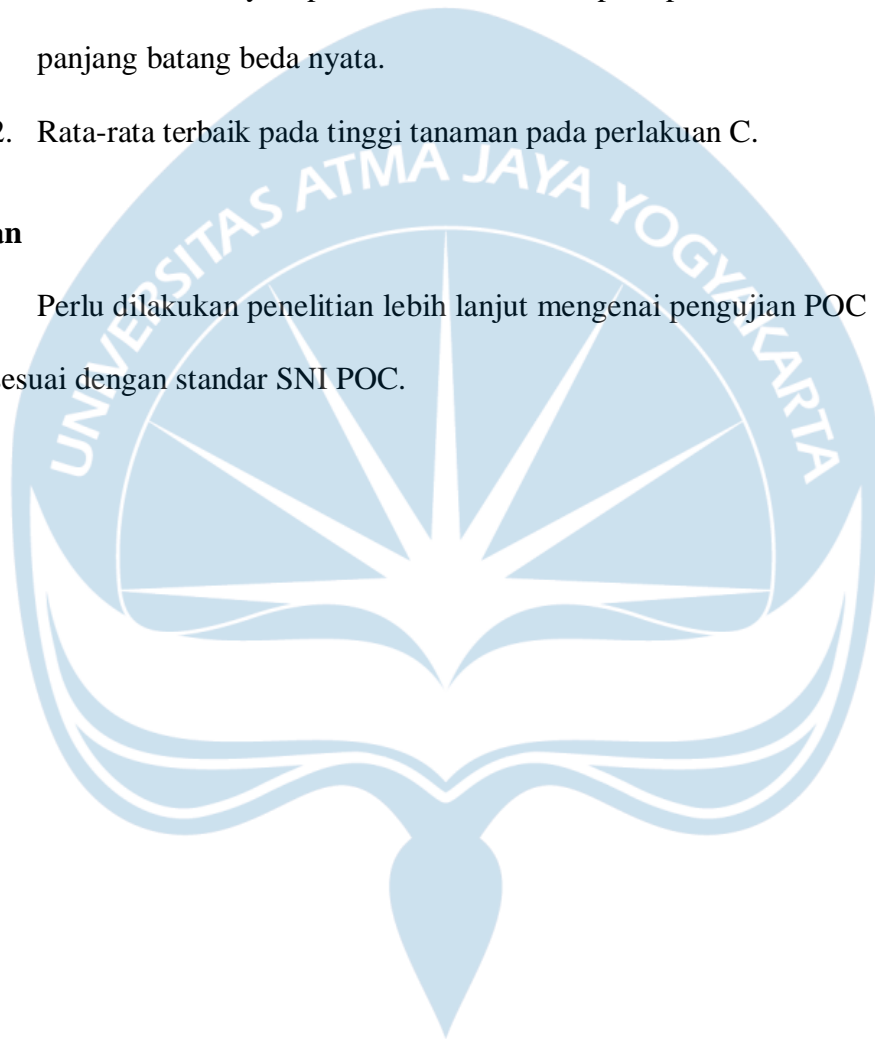 panjang batang beda nyata.
2. Rata-rata terbaik pada tinggi tanaman pada perlakuan C.
an
Perlu dilakukan penelitian lebih lanjut mengenai pengujian POC
esuai dengan standar SNI POC.
UNIVERSITAS ATMA JAYA YOGYAKARTA